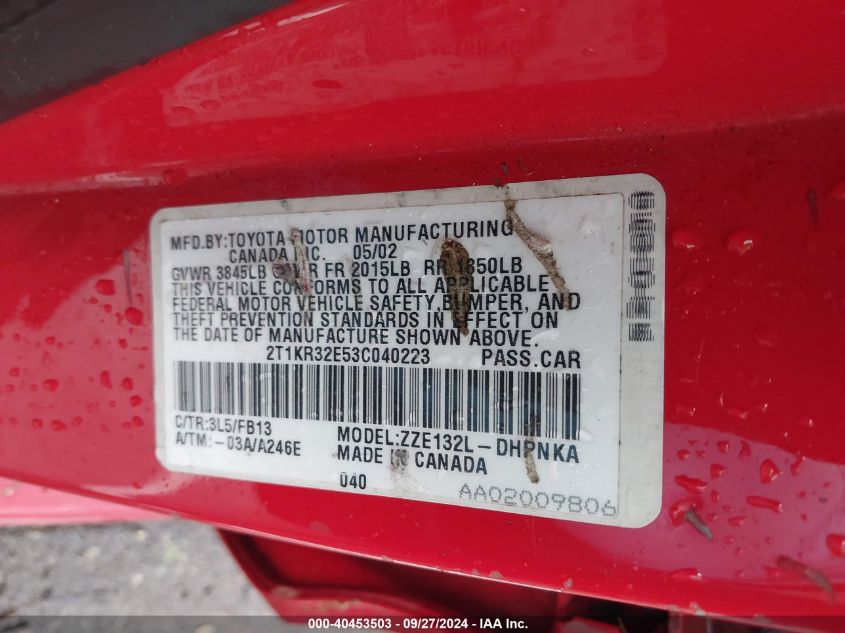 MFD.BY:TOYOTA MOTOR MANUFACTURING
CANADA INC. 05/02
GVWR 3845LB FR 2015LB RR 1850LB
THIS VEHICLE CONFORMS TO ALL APPLICABLE
FEDERAL MOTOR VEHICLE SAFETY, BUMPER, AND
THEFT PREVENTION STANDARDS IN EFFECT ON
THE DATE OF MANUFACTURE SHOWN ABOVE.
2T1KR32E53C040223 PASS.CAR
C/TR:3L5/FB13 MODEL:ZZE132L-DHPNKA
A/TM:-03A/A246E MADE IN CANADA
040
AA02009806
000-40453503 - 09/27/2024 - IAA Inc.